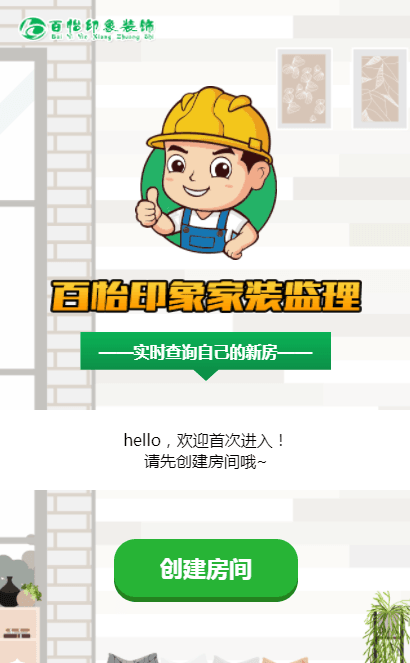 百怡印象装饰
Bai Yi Yin Xiang Zhuang Shi
百怡印象家装监理
——实时查询自己的新房——
hello，欢迎首次进入！
请先创建房间哦~
创建房间